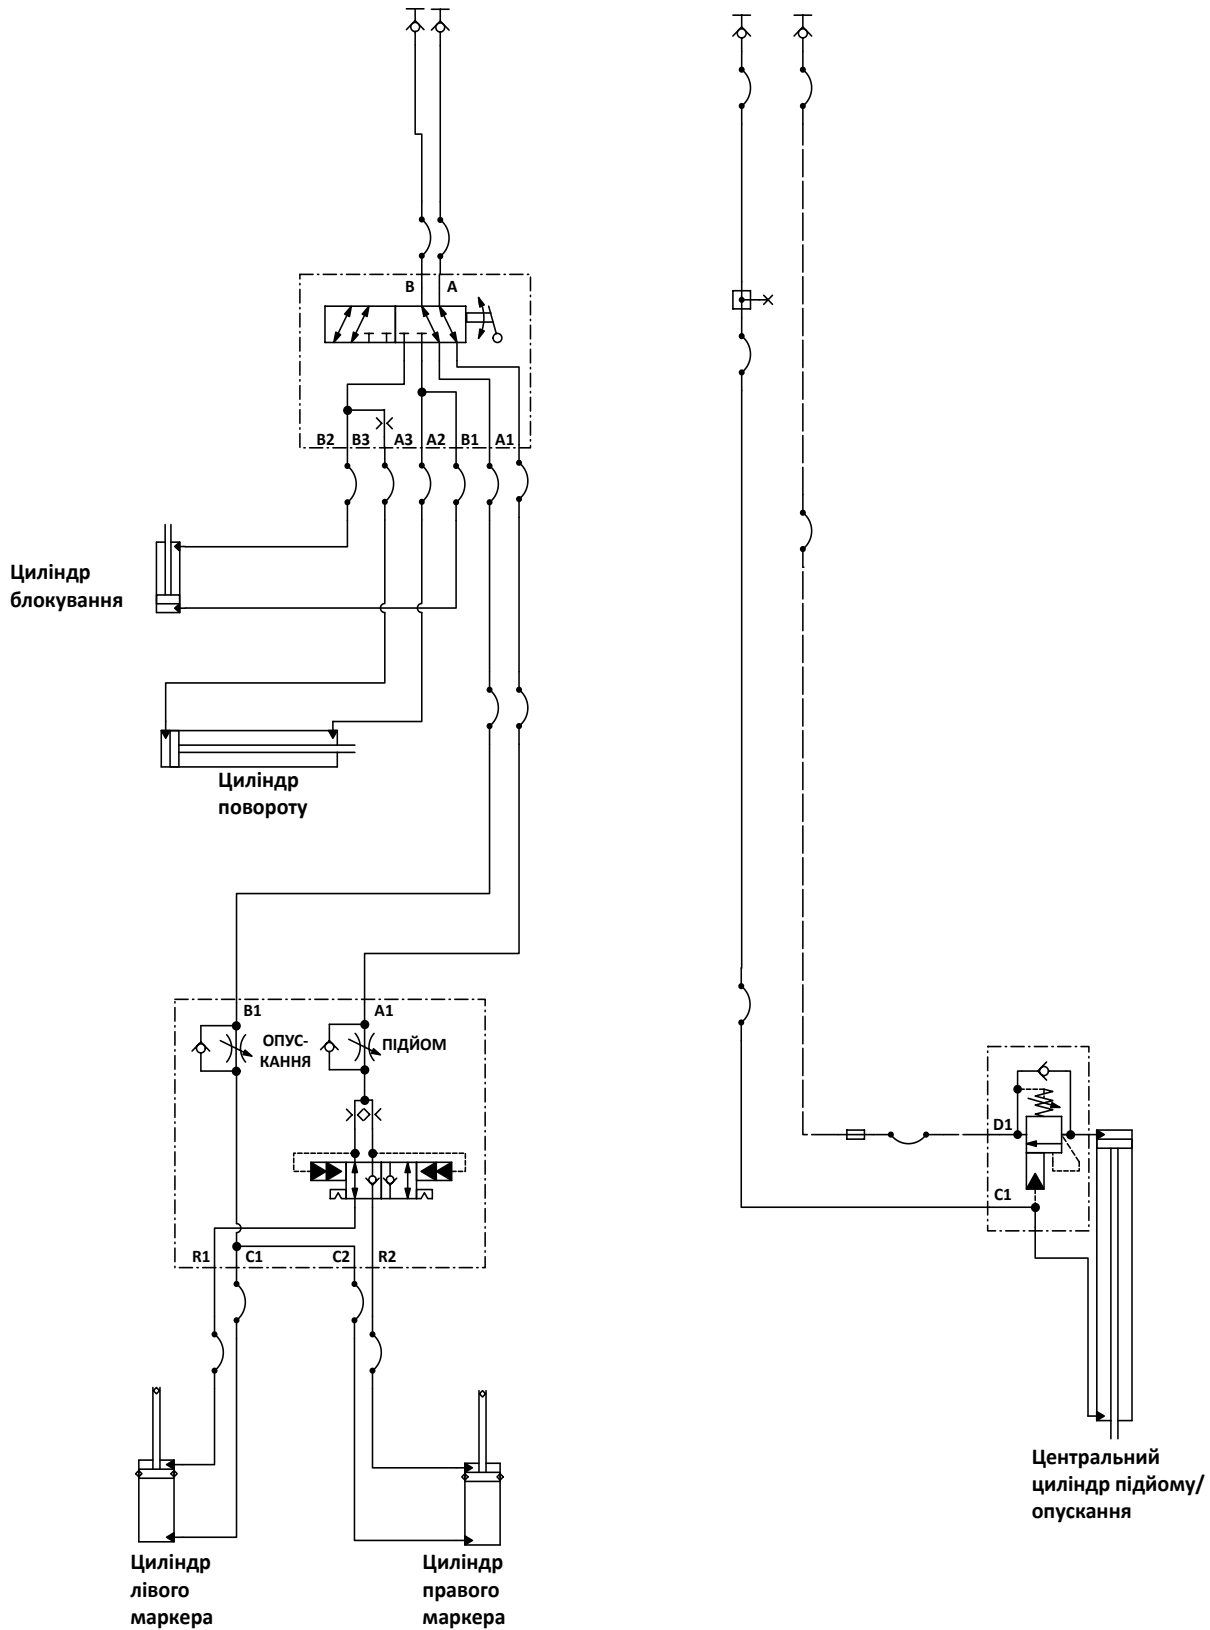 B A
B2 B3 A3 A2 B1 A1
Циліндр
блокування
Циліндр
повороту
B1 A1
ОПУС-
КАННЯ
ПІДЙОМ
R1 C1 C2 R2
D1
C1
Центральний
циліндр підйому/
опускання
Циліндр
лівого
маркера
Циліндр
правого
маркера